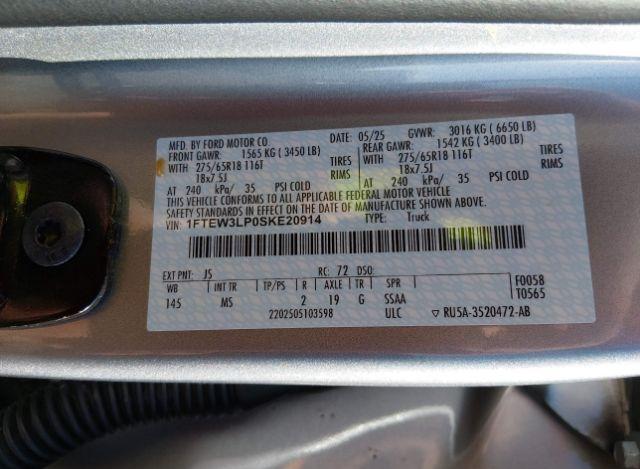 MFD. BY FORD MOTOR CO.
DATE: 05/25 GVWR: 3016 KG ( 6650 LB)
FRONT GAWR: 1565 KG ( 3450 LB) REAR GAWR: 1542 KG ( 3400 LB)
WITH 275/65R18 116T TIRES WITH 275/65R18 116T TIRES
18x7.5J RIMS 18x7.5J RIMS
AT 240 kPa/ 35 PSI COLD AT 240 kPa/ 35 PSI COLD
THIS VEHICLE CONFORMS TO ALL APPLICABLE FEDERAL MOTOR VEHICLE
SAFETY AND THEFT PREVENTION STANDARDS IN EFFECT ON THE DATE OF MANUFACTURE SHOWN ABOVE.
VIN: 1FTEW3LP0SKE20914 TYPE: Truck
EXT PNT: JS RC: 72 DSO:
WB INT TR TP/PS R AXLE TR SPR F0058
145 MS 2 19 G SSAA T0565
2202505103598 ULC ▽ RU5A-3520472-AB